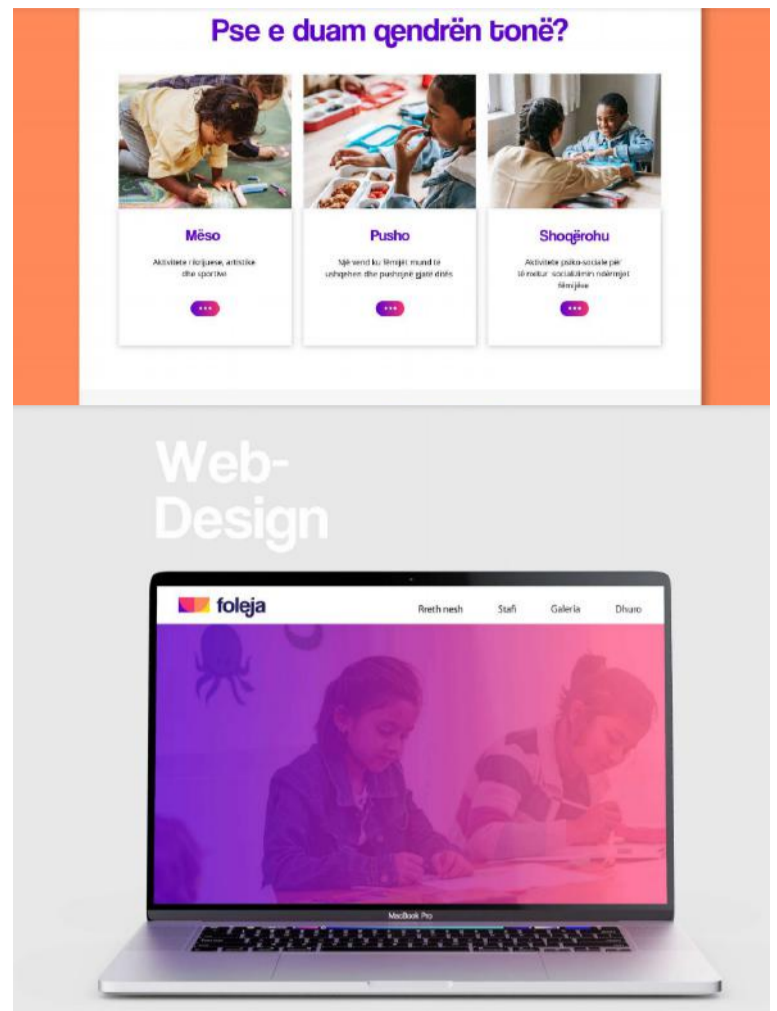 Pse e duam qendrën tonë?
Mëso
Aktivitete rikrijuese, artistike
dhe sportive
Pusho
Një vend ku fëmijët mund të
ushqehen dhe pushojnë gjatë ditës
Shoqërohu
Aktivitete psiko-sociale për
të rritur socializimin ndërmjet
fëmijëve
Web-
Design
foleja
Rreth nesh Stafi Galeria Dhuro
MacBook Pro